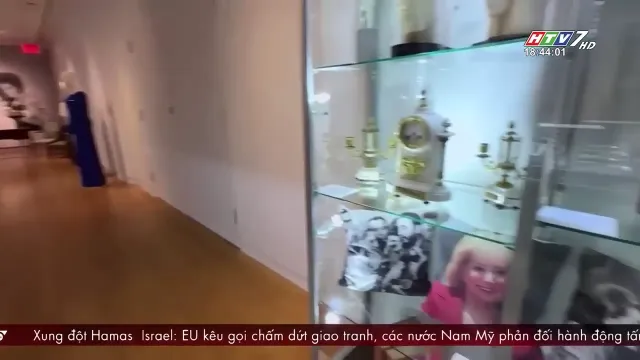 HTV7 HD
18:44:01
Xung đột Hamas Israel: EU kêu gọi chấm dứt giao tranh, các nước Nam Mỹ phản đối hành động